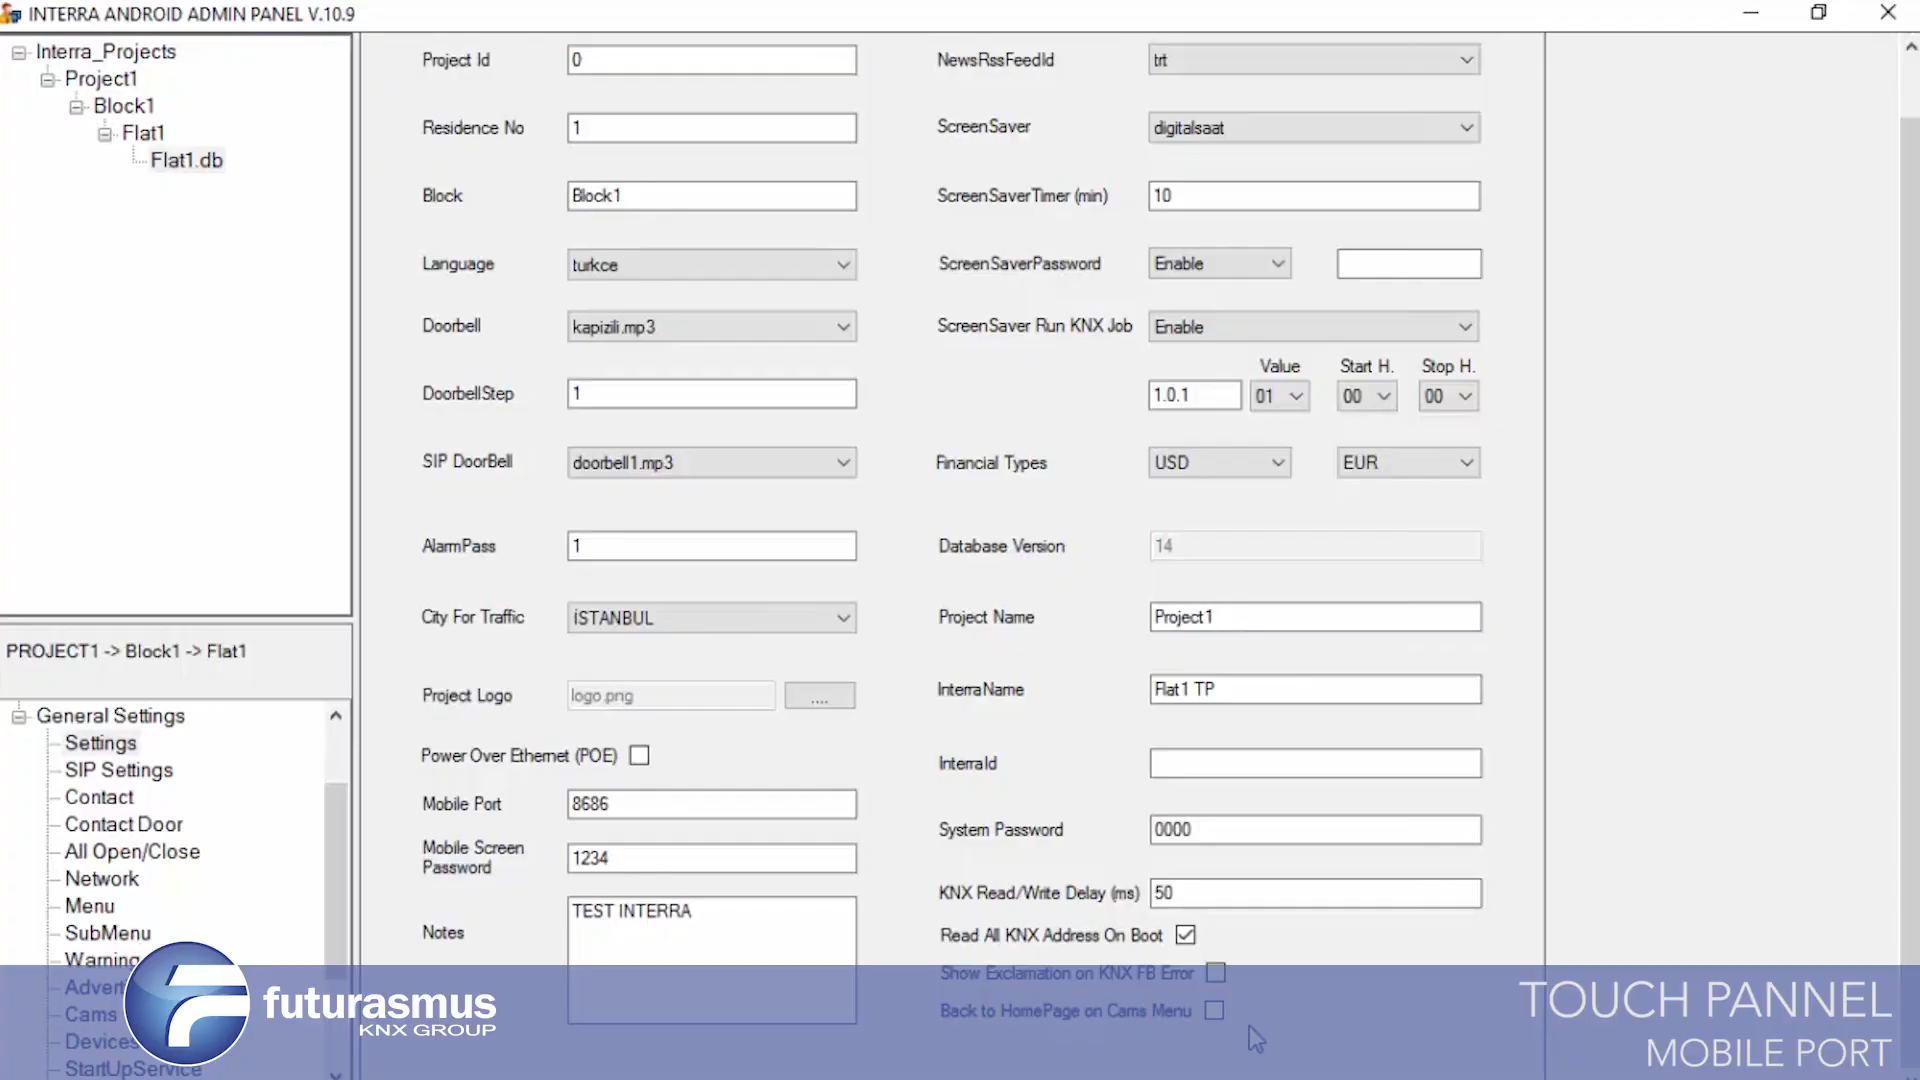 INTERRA ANDROID ADMIN PANEL V.10.9
Interra_Projects
Project1
Block1
Flat1
Flat1.db
PROJECT1 -> Block1 -> Flat1
General Settings
Settings
SIP Settings
Contact
Contact Door
All Open/Close
Network
Menu
SubMenu
Warning
Advert
Cams
Devices
StartUpService
Project Id 0
Residence No 1
Block Block1
Language turkce
Doorbell kapizili.mp3
DoorbellStep 1
SIP DoorBell doorbell1.mp3
AlarmPass 1
City For Traffic İSTANBUL
Project Logo logo.png ....
Power Over Ethernet (POE)
Mobile Port 8686
Mobile Screen
Password 1234
Notes TEST INTERRA
NewsRssFeedId trt
ScreenSaver digitalsaat
ScreenSaverTimer (min) 10
ScreenSaverPassword Enable
ScreenSaver Run KNX Job Enable
Value Start H. Stop H.
1.0.1 01 00 00
Financial Types USD EUR
Database Version 14
Project Name Project1
InterraName Flat1 TP
InterraId
System Password 0000
KNX Read/Write Delay (ms) 50
Read All KNX Address On Boot
Show Exclamation on KNX FB Error
Back to HomePage on Cams Menu
futurasmus
KNX GROUP
TOUCH PANNEL
MOBILE PORT